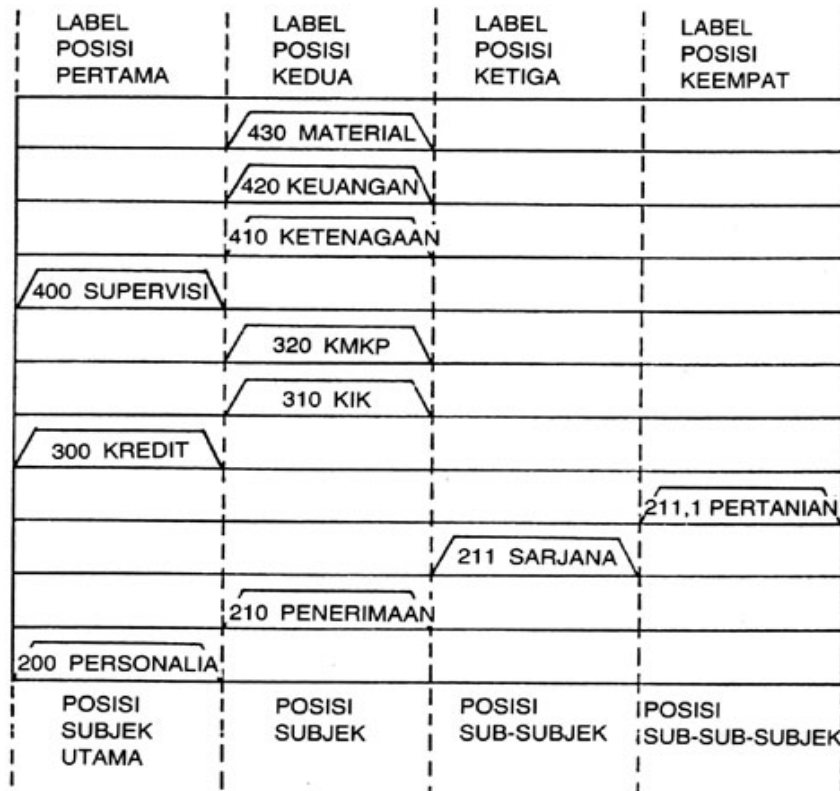 LABEL
POSISI
PERTAMA
LABEL
POSISI
KEDUA
LABEL
POSISI
KETIGA
LABEL
POSISI
KEEMPAT
430 MATERIAL
420 KEUANGAN
410 KETENAGAAN
400 SUPERVISI
320 KMKP
310 KIK
300 KREDIT
211,1 PERTANIAN
211 SARJANA
210 PENERIMAAN
200 PERSONALIA
POSISI
SUBJEK
UTAMA
POSISI
SUBJEK
POSISI
SUB-SUBJEK
POSISI
SUB-SUB-SUBJEK